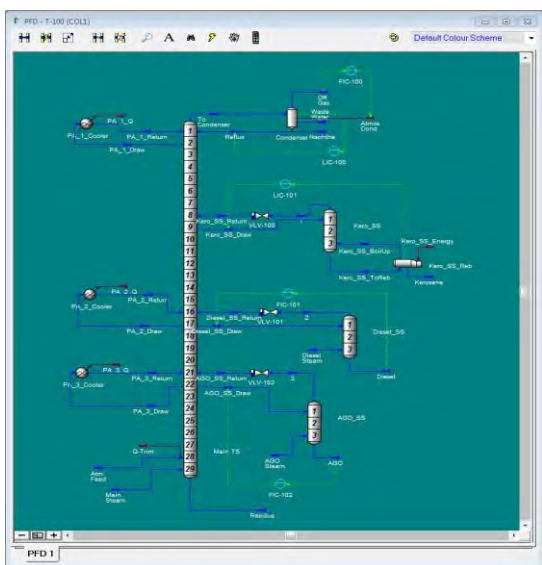 PFD - T-100 (COL1)
A
Default Colour Scheme
FIC-100
Off Gas
To Condenser
Waste Water
Atmos Cond
PA_1_Q
PA_1_Cooler
PA_1_Return
Reflux
Condenser
Naphtha
PA_1_Draw
LIC-100
1
2
3
4
5
6
7
8
9
10
11
12
13
14
15
16
17
18
19
20
21
22
23
24
25
26
27
28
29
LIC-101
Kero_SS_Return
VLV-100
1
Kero_SS_Draw
1
2
3
Kero_SS
Kero_SS_BoilUp
Kero_SS_Energy
Kero_SS_Reb
Kero_SS_ToReb
Kerosene
PA_2_Q
PA_2_Cooler
PA_2_Return
PA_2_Draw
FIC-101
Diesel_SS_Return
VLV-101
2
Diesel_SS_Draw
1
2
3
Diesel_SS
Diesel Steam
Diesel
PA_3_Q
PA_3_Cooler
PA_3_Return
PA_3_Draw
AGO_SS_Return
VLV-102
3
AGO_SS_Draw
1
2
3
AGO_SS
AGO Steam
AGO
Q-Trim
Main TS
Atm Feed
Main Steam
FIC-102
Residue
PFD 1